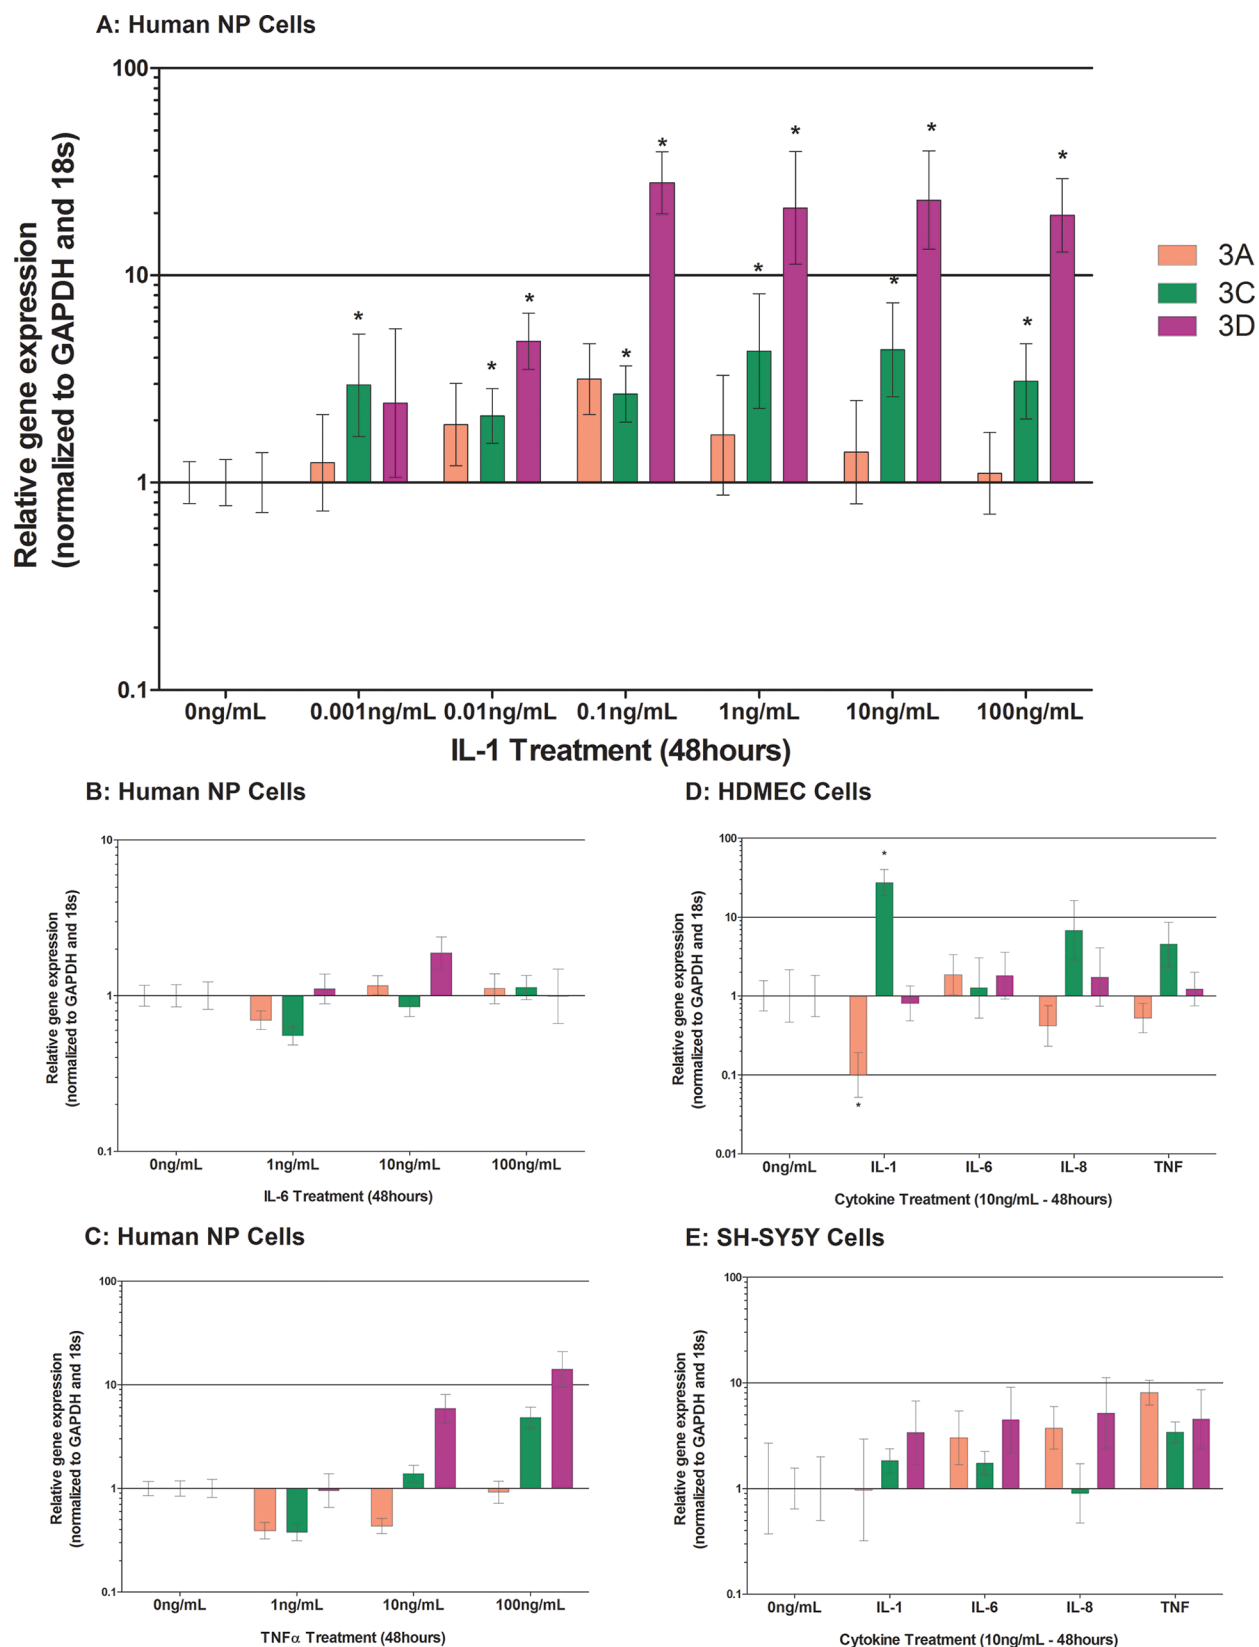 A: Human NP Cells
Relative gene expression
(normalized to GAPDH and 18s)
100
10
1
0.1
* * * * * * * * * * *
0ng/mL 0.001ng/mL 0.01ng/mL 0.1ng/mL 1ng/mL 10ng/mL 100ng/mL
IL-1 Treatment (48hours)
3A
3C
3D
B: Human NP Cells
Relative gene expression
(normalized to GAPDH and 18s)
10
1
0.1
0ng/mL 1ng/mL 10ng/mL 100ng/mL
IL-6 Treatment (48hours)
D: HDMEC Cells
Relative gene expression
(normalized to GAPDH and 18s)
100
10
1
0.1
0.01
*
*
0ng/mL IL-1 IL-6 IL-8 TNF
Cytokine Treatment (10ng/mL - 48hours)
C: Human NP Cells
Relative gene expression
(normalized to GAPDH and 18s)
100
10
1
0.1
0ng/mL 1ng/mL 10ng/mL 100ng/mL
TNFα Treatment (48hours)
E: SH-SY5Y Cells
Relative gene expression
(normalized to GAPDH and 18s)
100
10
1
0.1
0ng/mL IL-1 IL-6 IL-8 TNF
Cytokine Treatment (10ng/mL - 48hours)